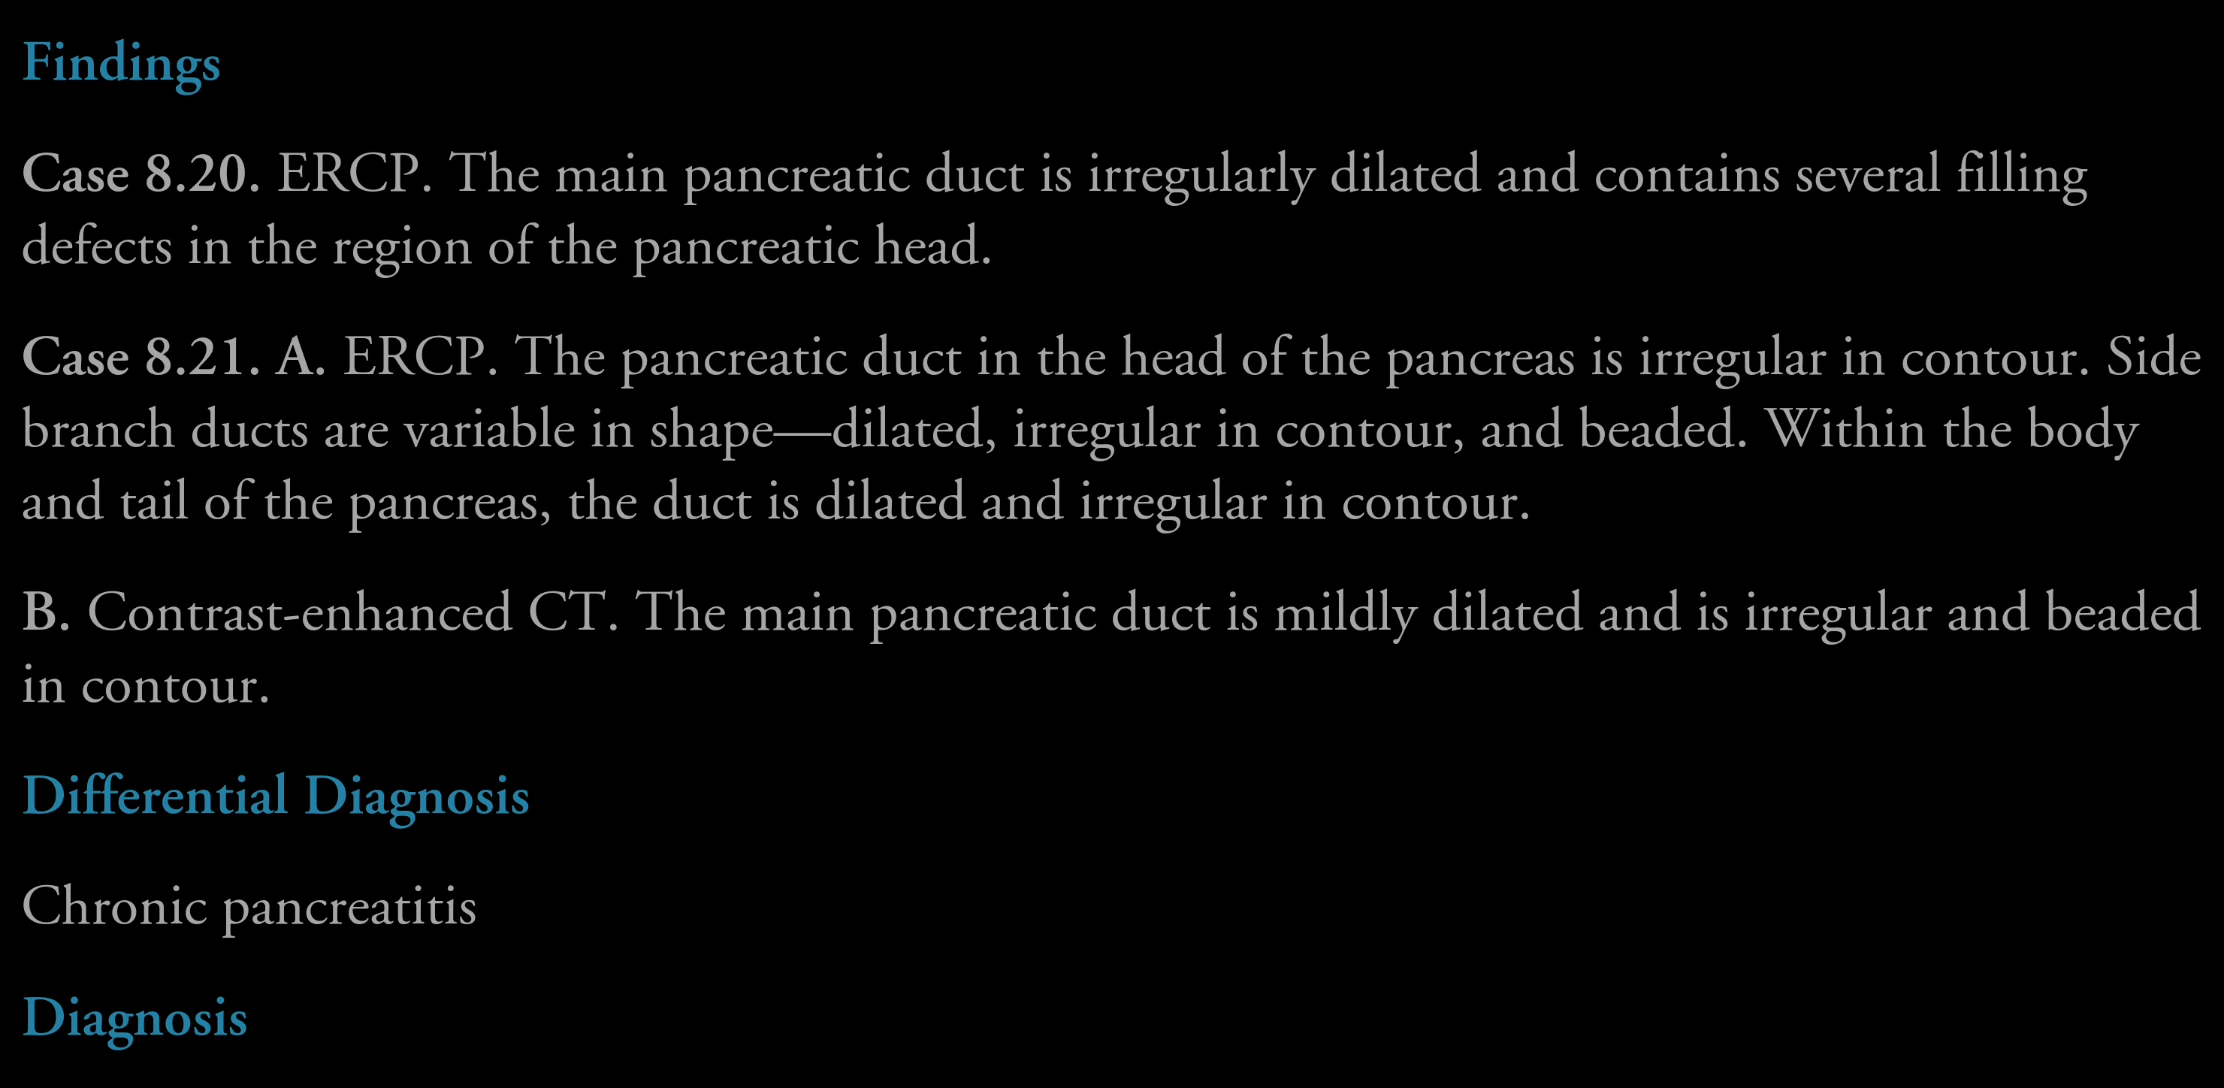 Findings
Case 8.20. ERCP. The main pancreatic duct is irregularly dilated and contains several filling
defects in the region of the pancreatic head.
Case 8.21. A. ERCP. The pancreatic duct in the head of the pancreas is irregular in contour. Side
branch ducts are variable in shape—dilated, irregular in contour, and beaded. Within the body
and tail of the pancreas, the duct is dilated and irregular in contour.
B. Contrast-enhanced CT. The main pancreatic duct is mildly dilated and is irregular and beaded
in contour.
Differential Diagnosis
Chronic pancreatitis
Diagnosis